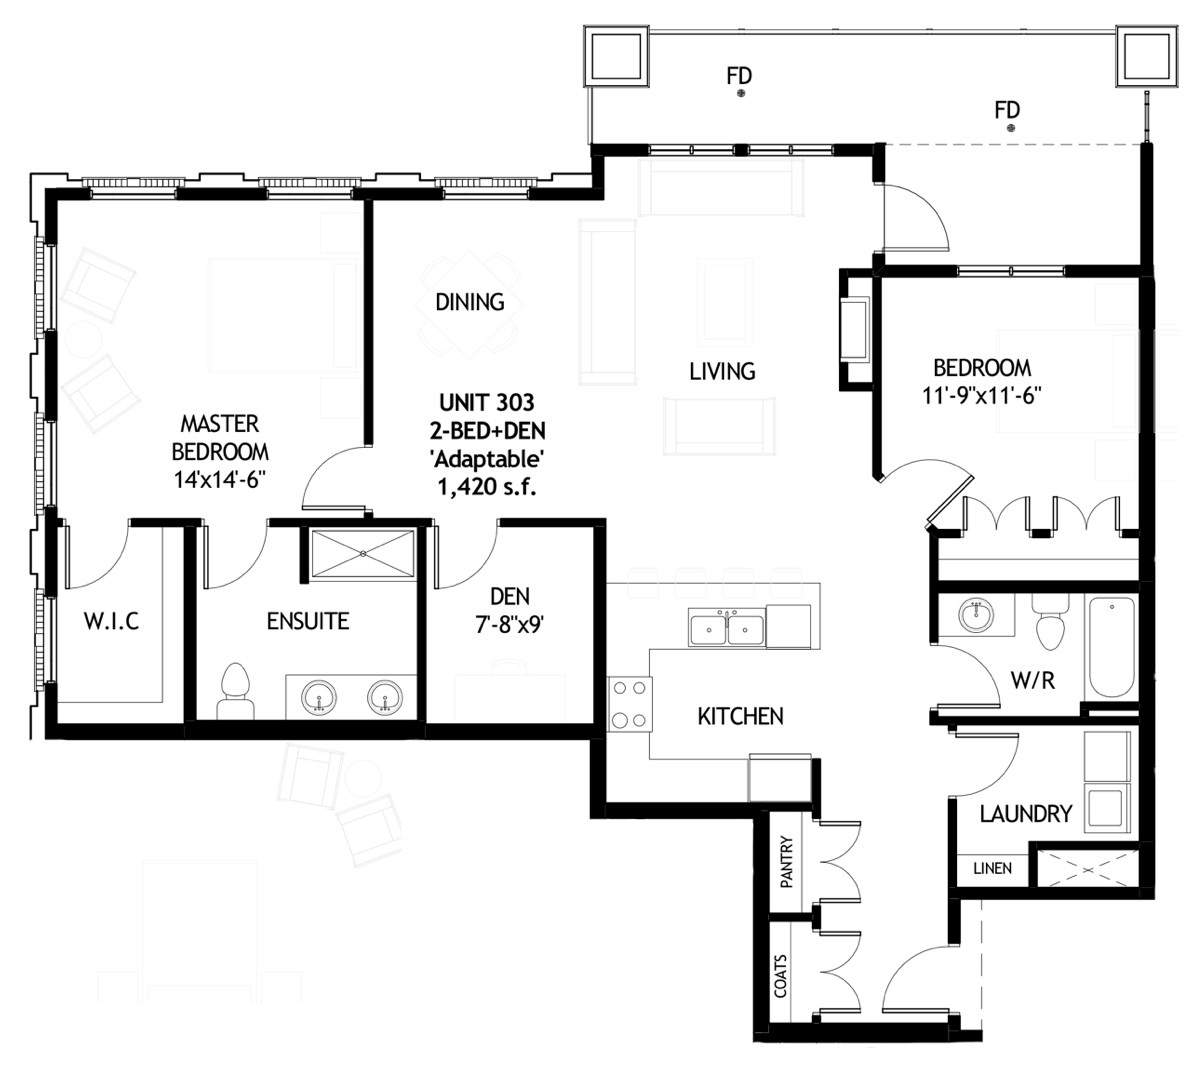 FD
FD
DINING
LIVING
BEDROOM
11'-9"x11'-6"
UNIT 303
2-BED+DEN
'Adaptable'
1,420 s.f.
MASTER
BEDROOM
14'x14'-6"
W.I.C
ENSUITE
DEN
7'-8"x9'
W/R
KITCHEN
LAUNDRY
LINEN
PANTRY
COATS